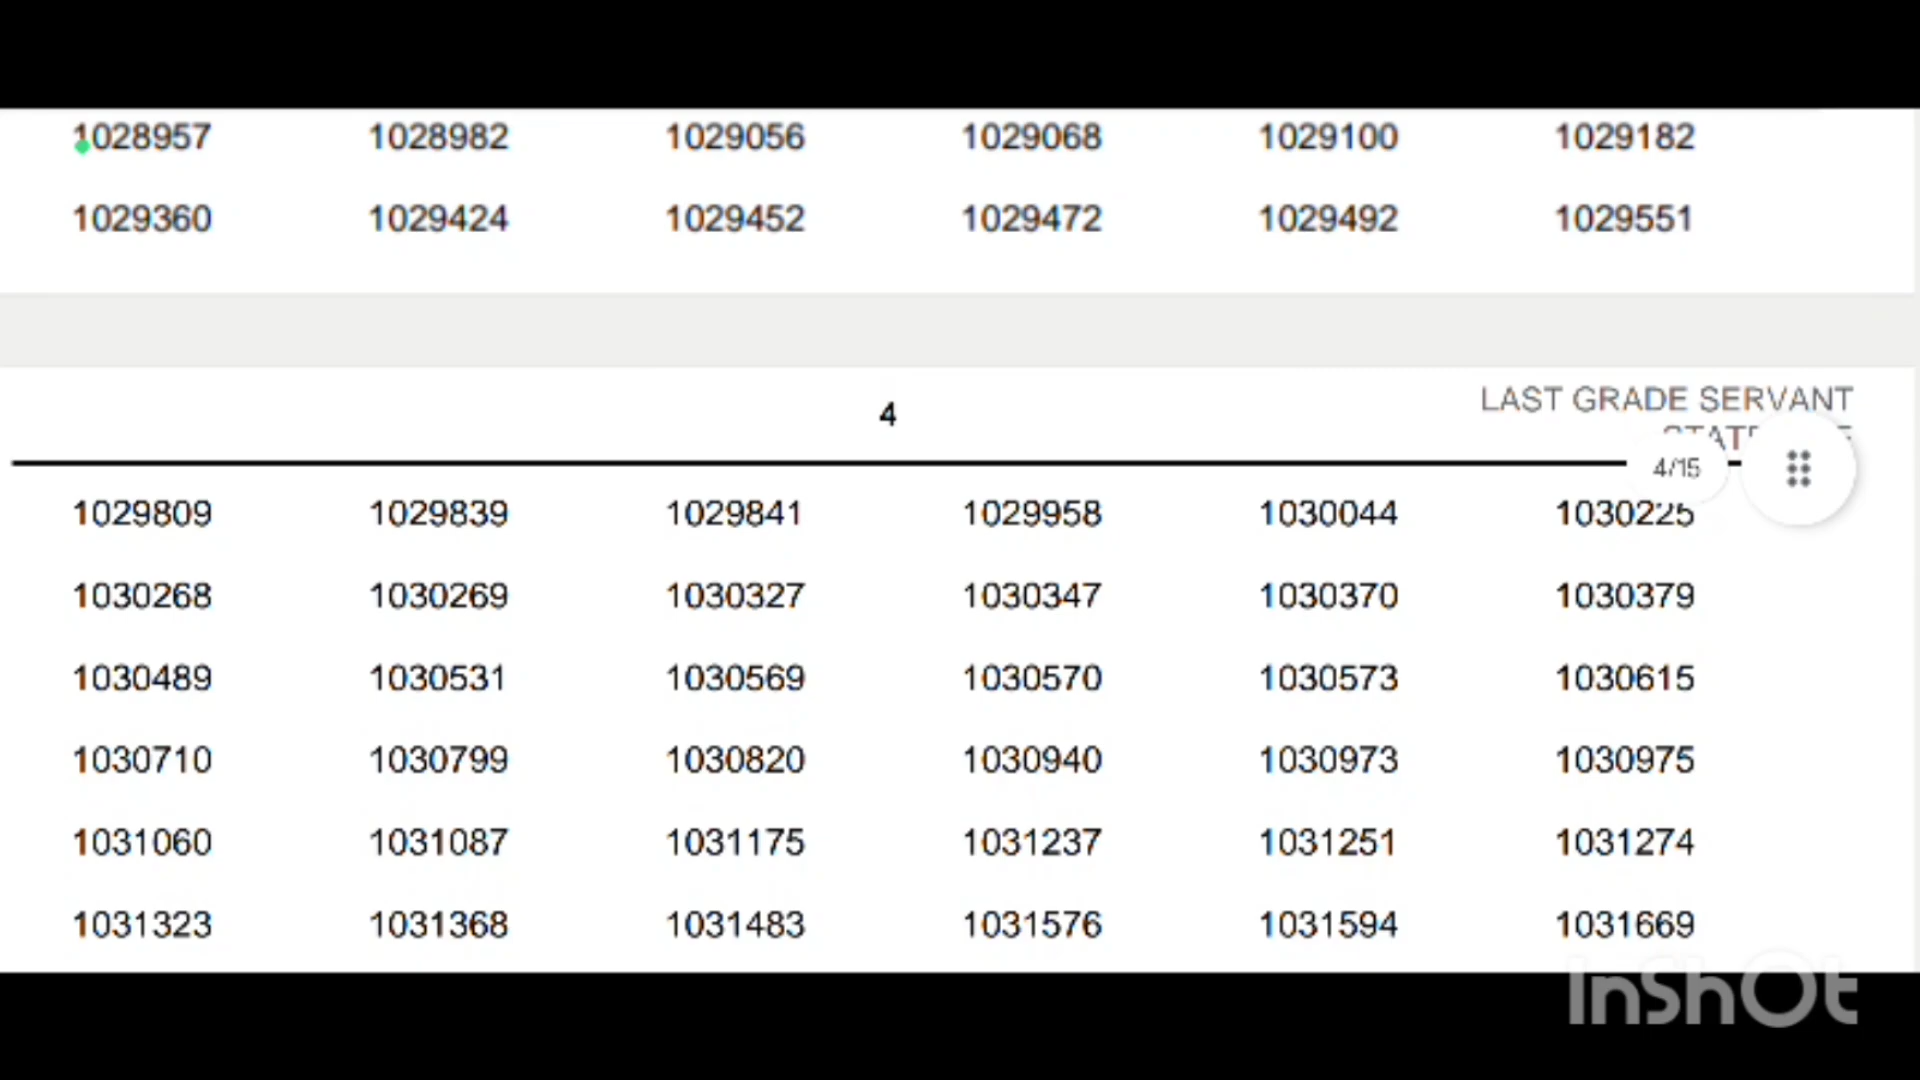 1028957 1028982 1029056 1029068 1029100 1029182
1029360 1029424 1029452 1029472 1029492 1029551
4
LAST GRADE SERVANT
4/15
1029809 1029839 1029841 1029958 1030044 1030225
1030268 1030269 1030327 1030347 1030370 1030379
1030489 1030531 1030569 1030570 1030573 1030615
1030710 1030799 1030820 1030940 1030973 1030975
1031060 1031087 1031175 1031237 1031251 1031274
1031323 1031368 1031483 1031576 1031594 1031669
InShOt